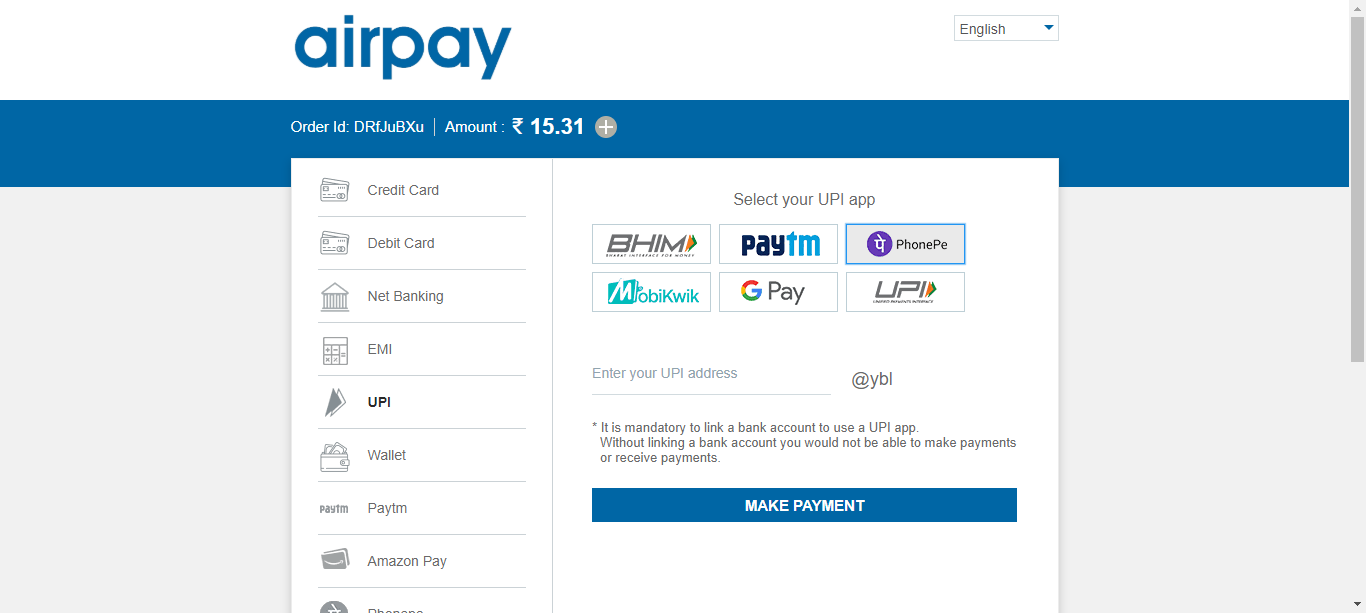 airpay
English
Order Id: DRfJuBXu | Amount : ₹ 15.31
Credit Card
Debit Card
Net Banking
EMI
UPI
Wallet
Paytm
Paytm
Amazon Pay
Phonepe
Select your UPI app
BHIM
BHARAT INTERFACE FOR MONEY
Paytm
पे PhonePe
MobiKwik
G Pay
UPI
UNIFIED PAYMENTS INTERFACE
Enter your UPI address
@ybl
* It is mandatory to link a bank account to use a UPI app.
Without linking a bank account you would not be able to make payments
or receive payments.
MAKE PAYMENT